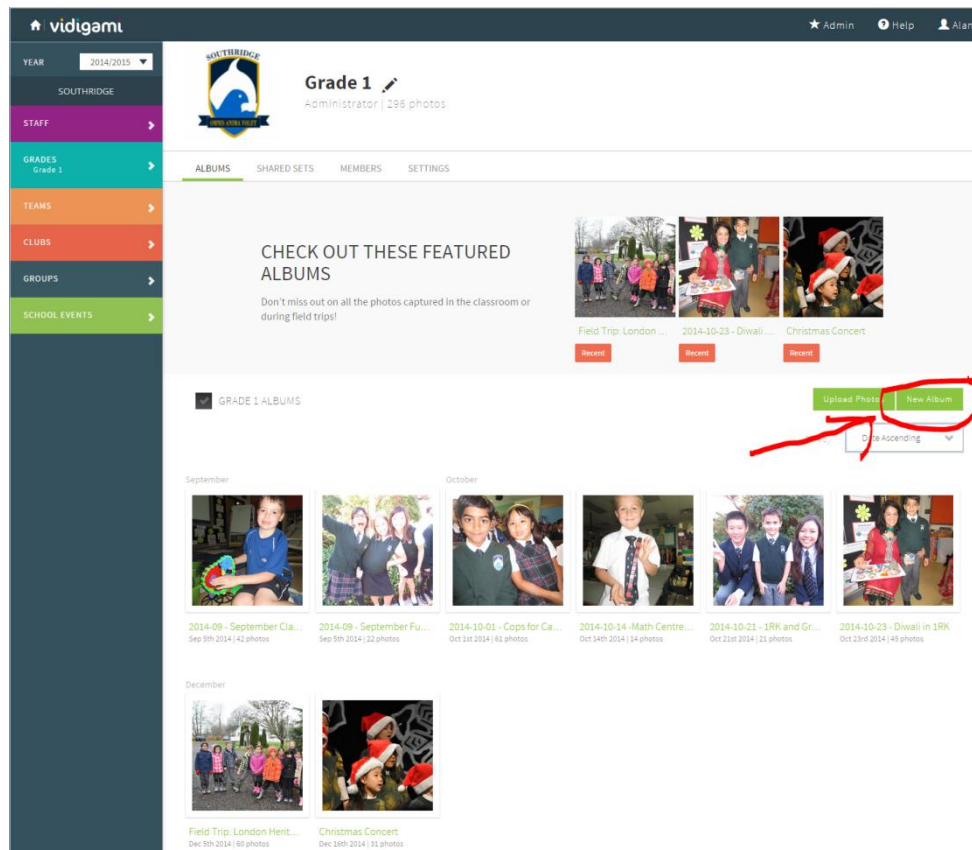 vidigami
Admin
Help
Alan
YEAR
2014/2015
SOUTHRIDGE
STAFF
GRADES
Grade 1
TEAMS
CLUBS
GROUPS
SCHOOL EVENTS
SOUTHRIDGE
Grade 1
Administrator | 296 photos
ALBUMS SHARED SETS MEMBERS SETTINGS
CHECK OUT THESE FEATURED
ALBUMS
Don't miss out on all the photos captured in the classroom or
during field trips!
Field Trip: London ...
Recent
2014-10-23 - Diwali ...
Recent
Christmas Concert
Recent
GRADE 1 ALBUMS
Upload Photos
New Album
Date Ascending
September
October
2014-09 - September Cla...
Sep 5th 2014 | 42 photos
2014-09 - September Fu...
Sep 5th 2014 | 22 photos
2014-10-01 - Cops for Ca...
Oct 1st 2014 | 61 photos
2014-10-14 -Math Centre...
Oct 14th 2014 | 14 photos
2014-10-21 - 1RK and Gr...
Oct 21st 2014 | 21 photos
2014-10-23 - Diwali in 1RK
Oct 23rd 2014 | 45 photos
December
Field Trip: London Herit...
Dec 5th 2014 | 60 photos
Christmas Concert
Dec 16th 2014 | 31 photos